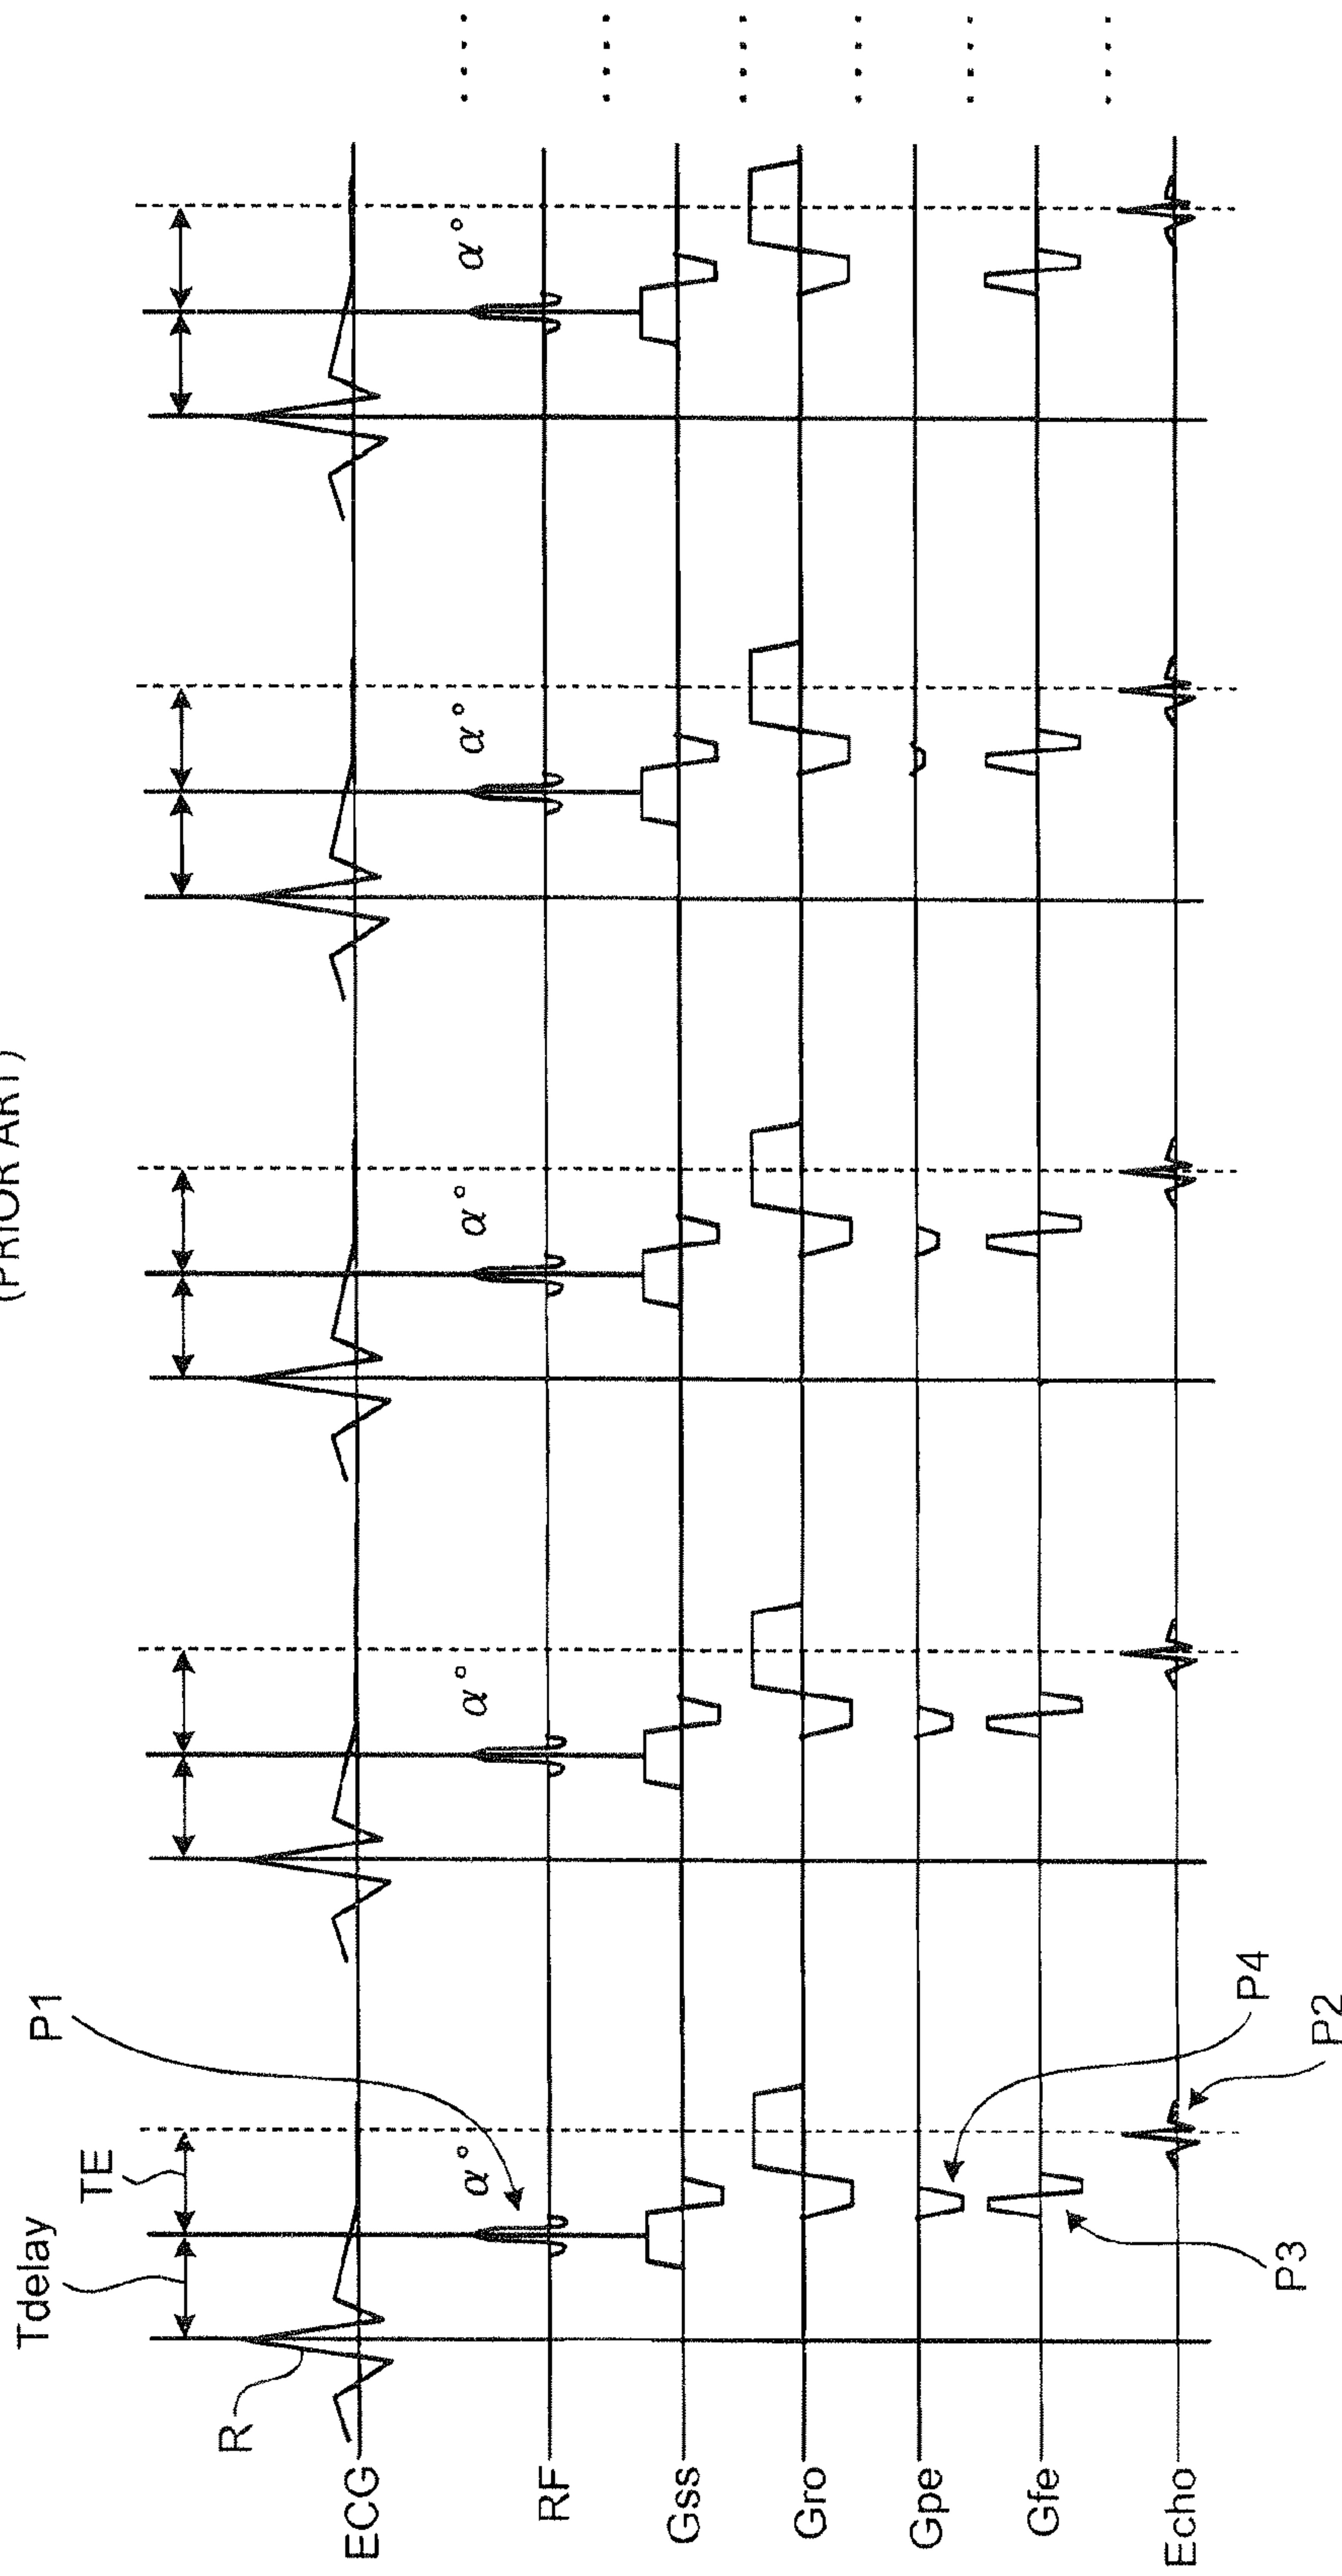 (PRIOR ART)
Tdelay
TE
P1
R
ECG
α° α° α° α° α°
RF
Gss
Gro
Gpe
P4
Gfe
P3
Echo
P2